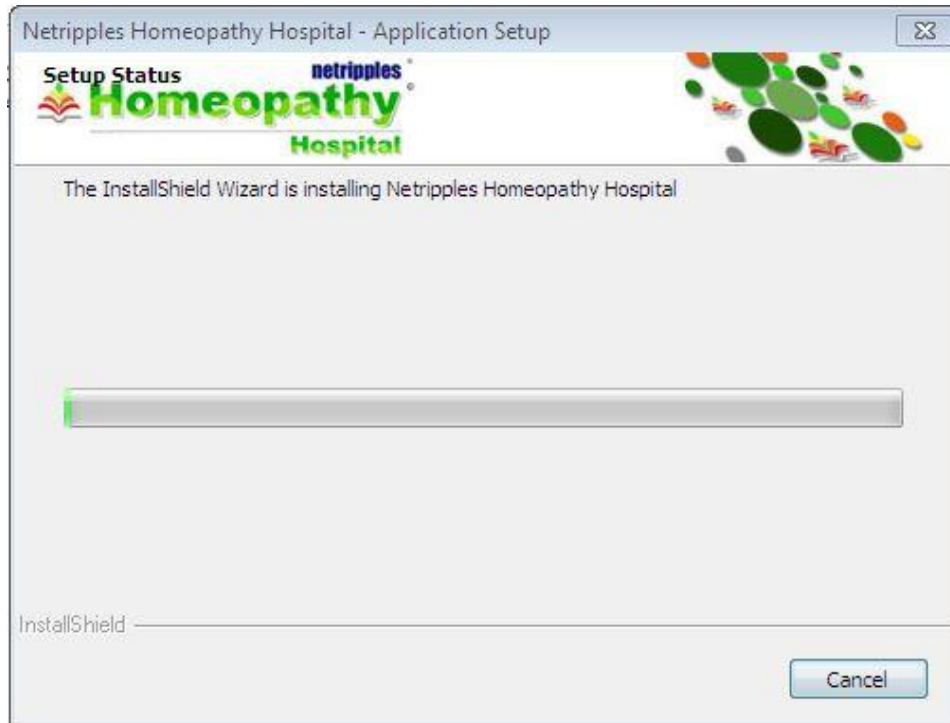 Netripples Homeopathy Hospital - Application Setup
Setup Status
netripples
Homeopathy
Hospital
The InstallShield Wizard is installing Netripples Homeopathy Hospital
InstallShield
Cancel